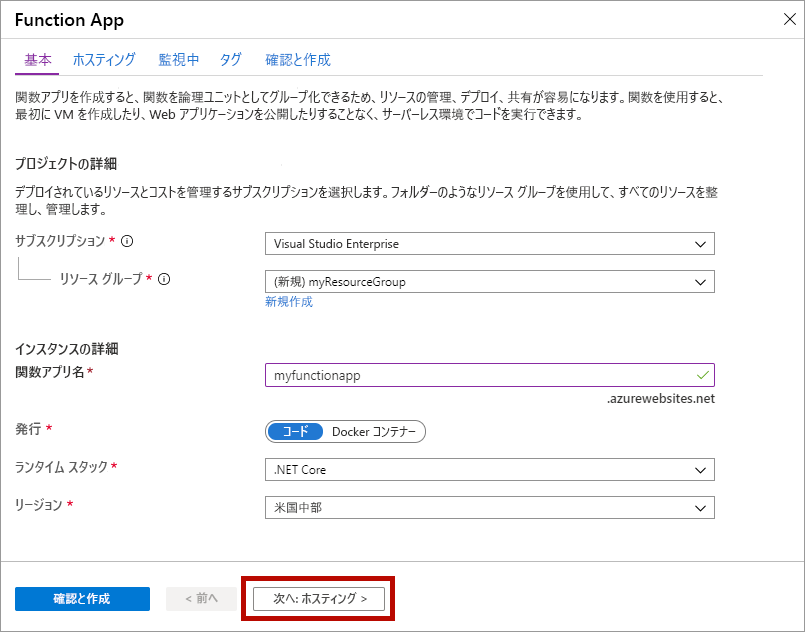 Function App
基本 ホスティング 監視中 タグ 確認と作成
関数アプリを作成すると、関数を論理ユニットとしてグループ化できるため、リソースの管理、デプロイ、共有が容易になります。関数を使用すると、
最初に VM を作成したり、Web アプリケーションを公開したりすることなく、サーバーレス環境でコードを実行できます。
プロジェクトの詳細
デプロイされているリソースとコストを管理するサブスクリプションを選択します。フォルダーのようなリソース グループを使用して、すべてのリソースを整
理し、管理します。
サブスクリプション * Visual Studio Enterprise
リソース グループ * (新規) myResourceGroup
新規作成
インスタンスの詳細
関数アプリ名* myfunctionapp
.azurewebsites.net
発行 * コード Docker コンテナー
ランタイム スタック * .NET Core
リージョン * 米国中部
確認と作成 < 前へ 次へ: ホスティング >